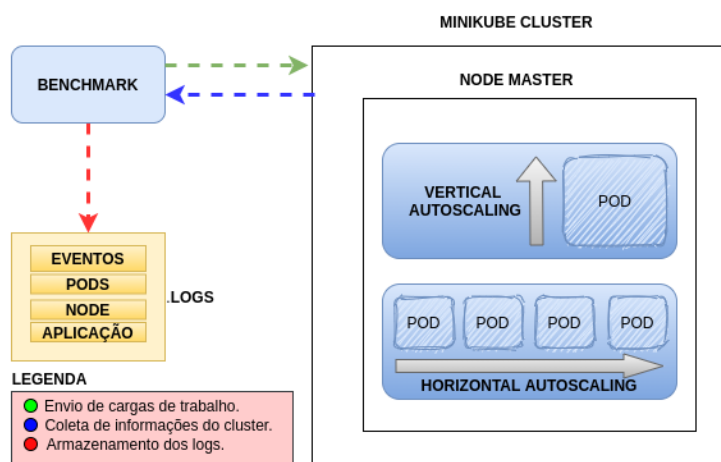 MINIKUBE CLUSTER
BENCHMARK
NODE MASTER
VERTICAL
AUTOSCALING
POD
EVENTOS
PODS
NODE
APLICAÇÃO
.LOGS
POD
POD
POD
POD
HORIZONTAL AUTOSCALING
LEGENDA
Envio de cargas de trabalho.
Coleta de informações do cluster.
Armazenamento dos logs.